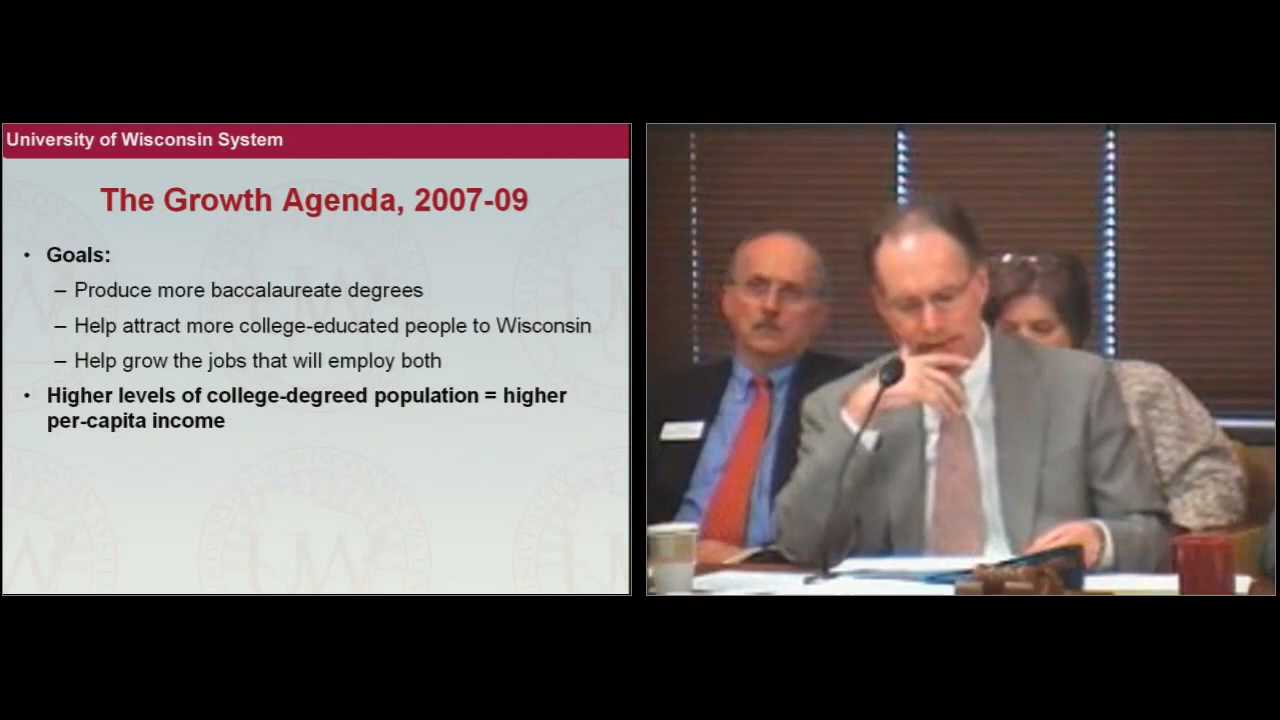 University of Wisconsin System
The Growth Agenda, 2007-09
• Goals:
– Produce more baccalaureate degrees
– Help attract more college-educated people to Wisconsin
– Help grow the jobs that will employ both
• Higher levels of college-degreed population = higher
per-capita income